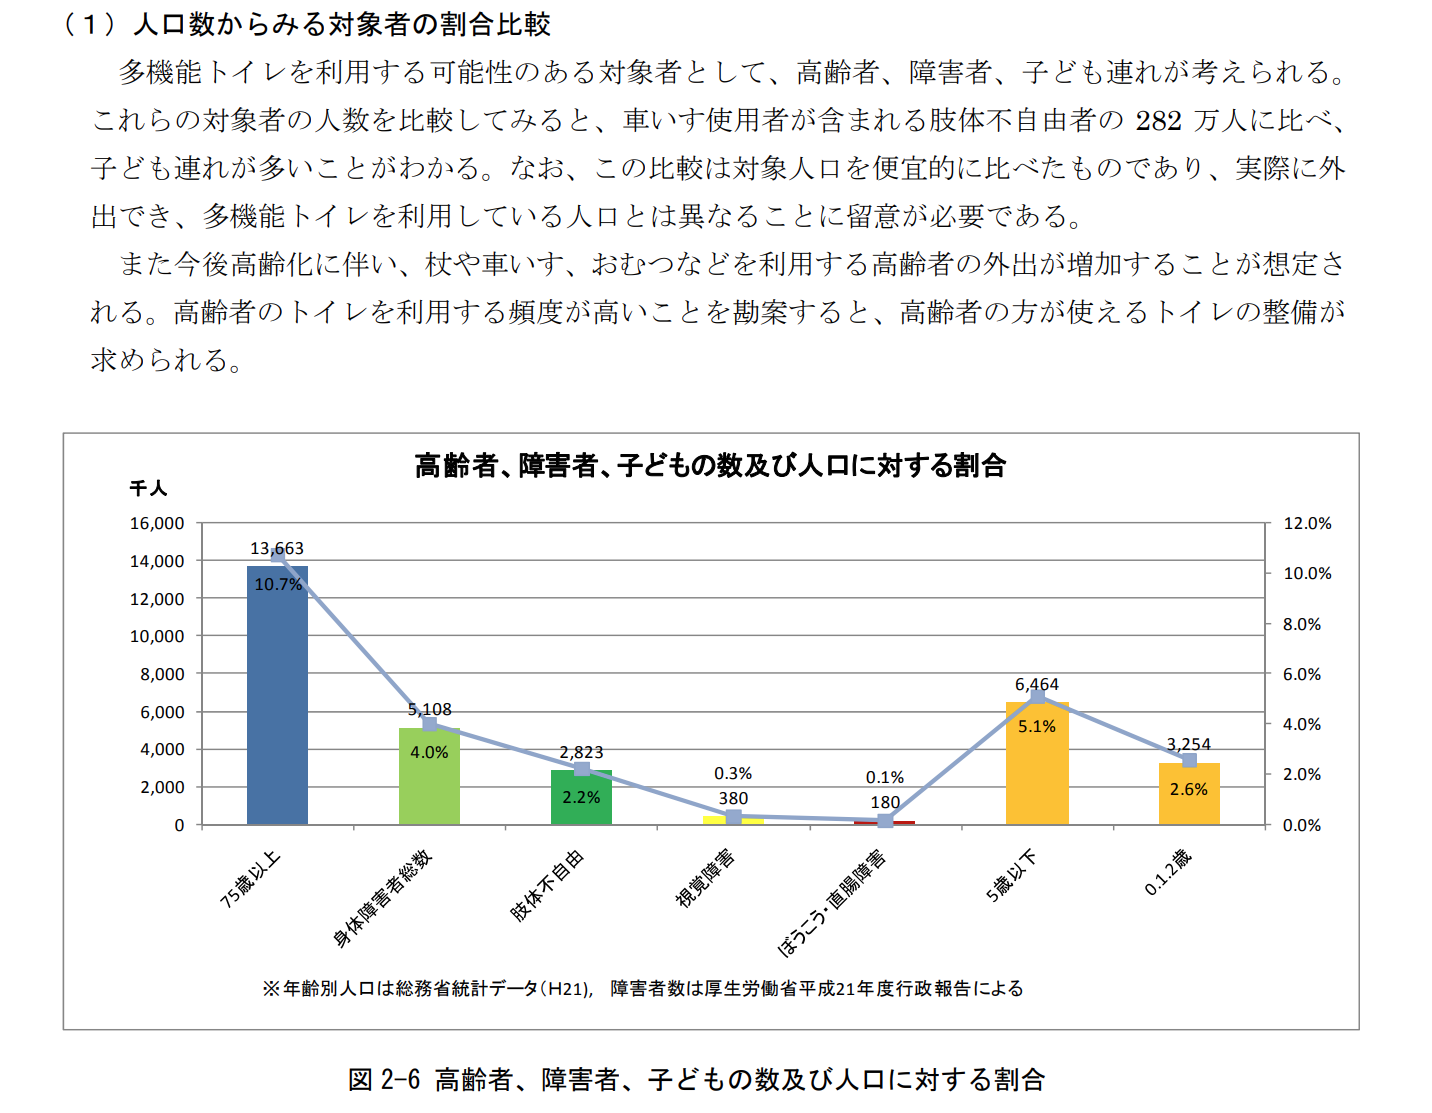 （１）人口数からみる対象者の割合比較
多機能トイレを利用する可能性のある対象者として、高齢者、障害者、子ども連れが考えられる。
これらの対象者の人数を比較してみると、車いす使用者が含まれる肢体不自由者の 282 万人に比べ、
子ども連れが多いことがわかる。なお、この比較は対象人口を便宜的に比べたものであり、実際に外
出でき、多機能トイレを利用している人口とは異なることに留意が必要である。
また今後高齢化に伴い、杖や車いす、おむつなどを利用する高齢者の外出が増加することが想定さ
れる。高齢者のトイレを利用する頻度が高いことを勘案すると、高齢者の方が使えるトイレの整備が
求められる。
高齢者、障害者、子どもの数及び人口に対する割合
千人
16,000
14,000
12,000
10,000
8,000
6,000
4,000
2,000
0
12.0%
10.0%
8.0%
6.0%
4.0%
2.0%
0.0%
13,663
10.7%
5,108
4.0%
2,823
2.2%
0.3%
380
0.1%
180
6,464
5.1%
3,254
2.6%
75歳以上
身体障害者総数
肢体不自由
視覚障害
ぼうこう・直腸障害
5歳以下
0.1.2歳
※年齢別人口は総務省統計データ（H21), 障害者数は厚生労働省平成21年度行政報告による
図 2-6 高齢者、障害者、子どもの数及び人口に対する割合